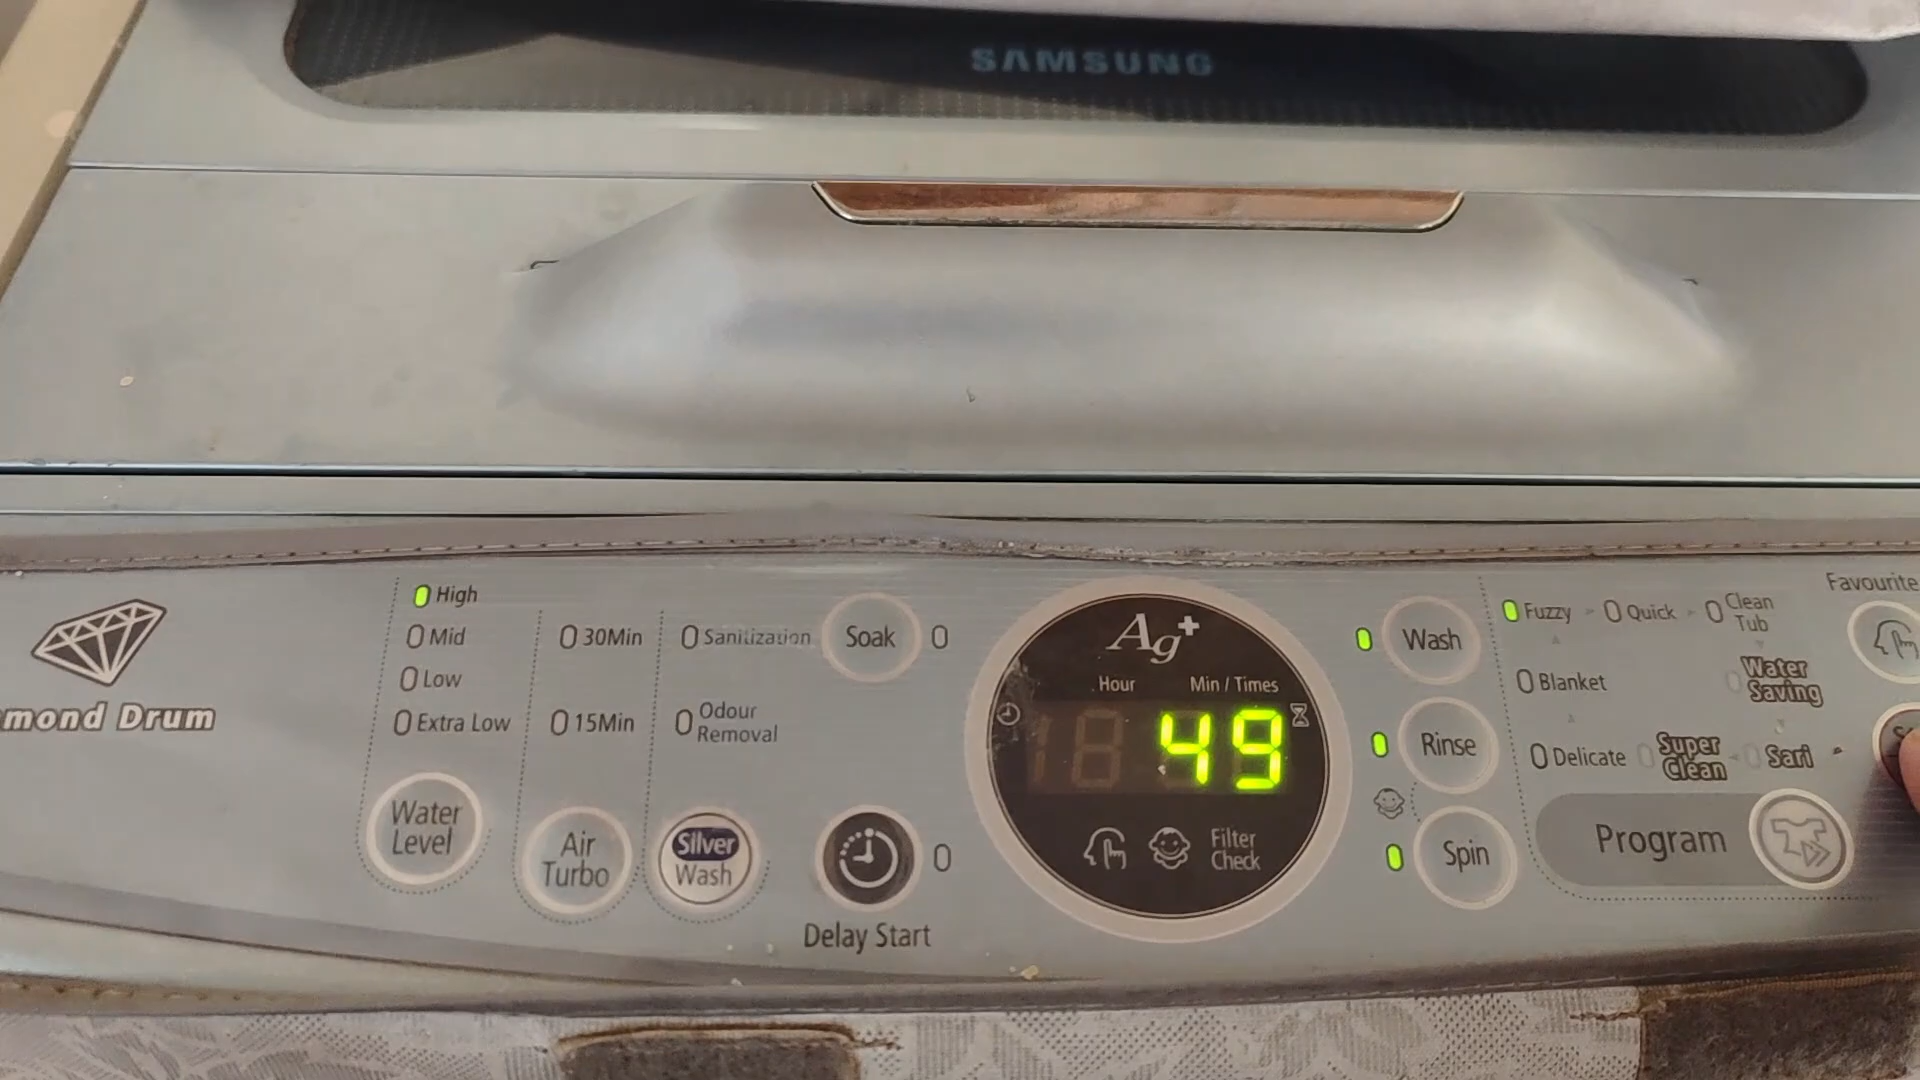 SAMSUNG
mond Drum
High
Mid
Low
Extra Low
Water
Level
30Min
15Min
Air
Turbo
Sanitization
Odour
Removal
Silver
Wash
Soak
Delay Start
Ag+
Hour
Min / Times
49
Filter
Check
Wash
Rinse
Spin
Fuzzy
Quick
Clean
Tub
Blanket
Water
Saving
Delicate
Super
Clean
Sari
Program
Favourite